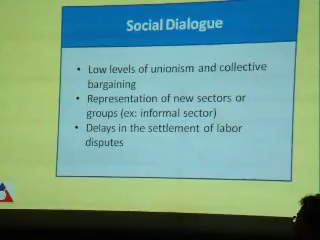 Social Dialogue
• Low levels of unionism and collective
bargaining
• Representation of new sectors or
groups (ex: informal sector)
• Delays in the settlement of labor
disputes